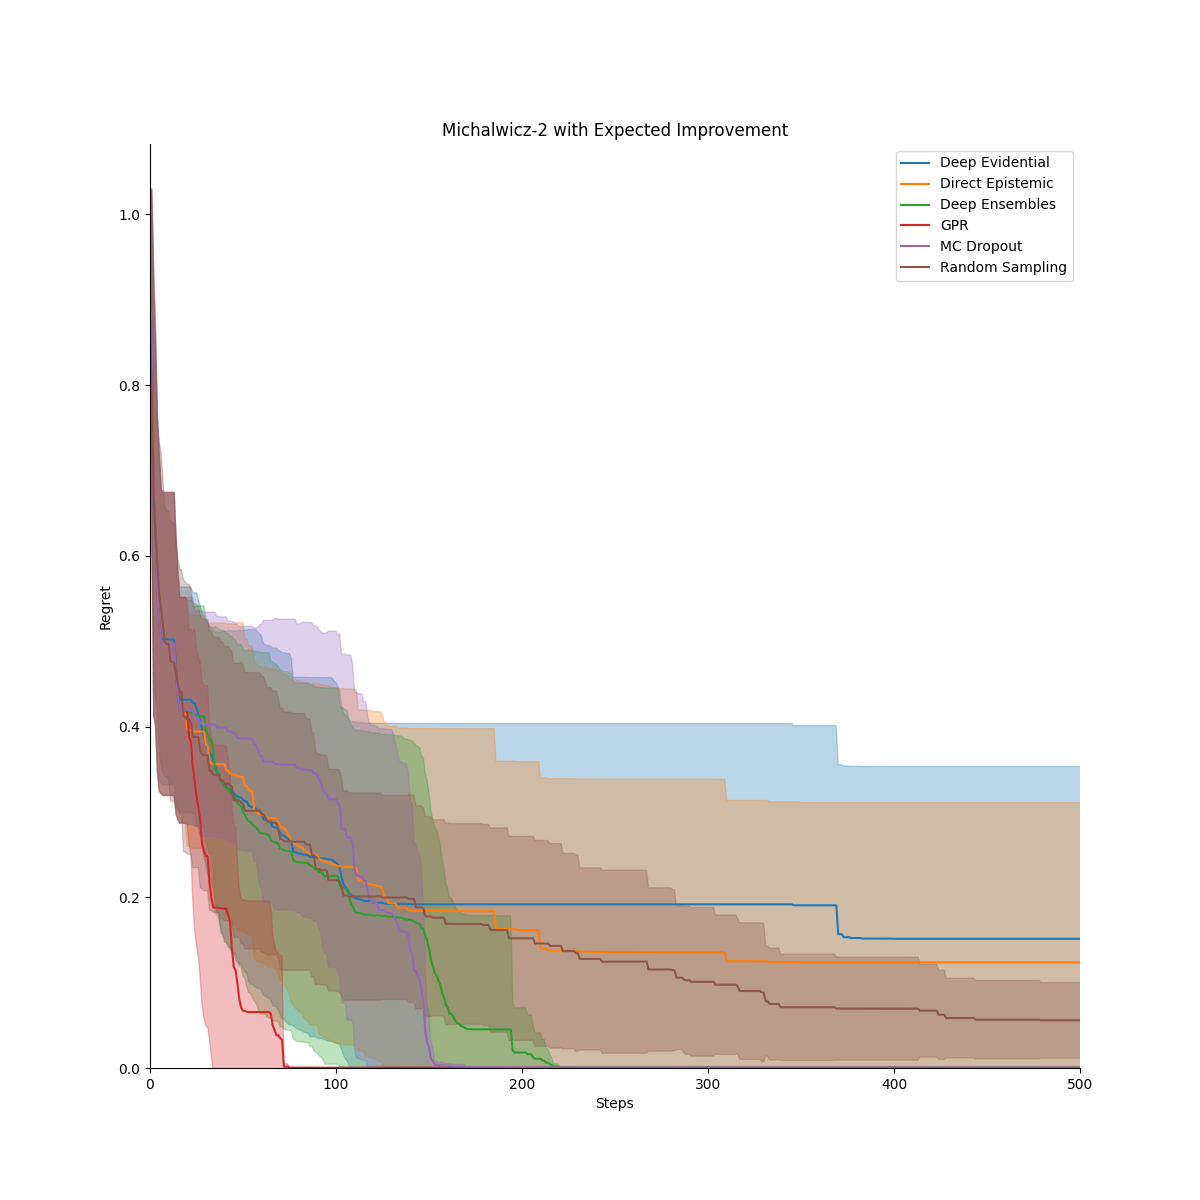 Michalwicz-2 with Expected Improvement
Deep Evidential
Direct Epistemic
Deep Ensembles
GPR
MC Dropout
Random Sampling
Regret
1.0
0.8
0.6
0.4
0.2
0.0
0 100 200 300 400 500
Steps